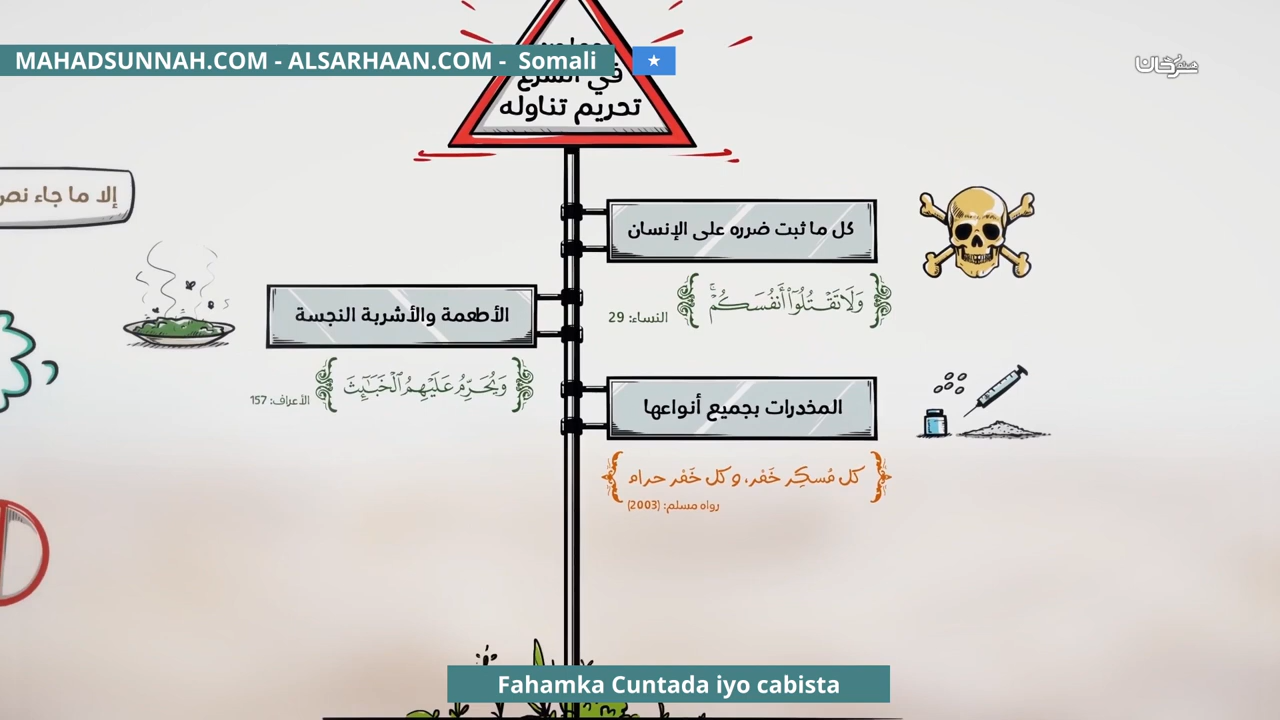 MAHADSUNNAH.COM - ALSARHAAN.COM - Somali
في الشرع
تحريم تناوله
إلا ما جاء نص
كل ما ثبت ضرره على الإنسان
وَلَا تَقْتُلُوٓا۟ أَنفُسَكُمْ ۚ
النساء: 29
الأطعمة والأشربة النجسة
وَيُحَرِّمُ عَلَيْهِمُ ٱلْخَبَٰٓئِثَ
الأعراف: 157
المخدرات بجميع أنواعها
كل مُسكِر خَمْر، وكل خَمْر حرام
رواه مسلم: (2003)
Fahamka Cuntada iyo cabista